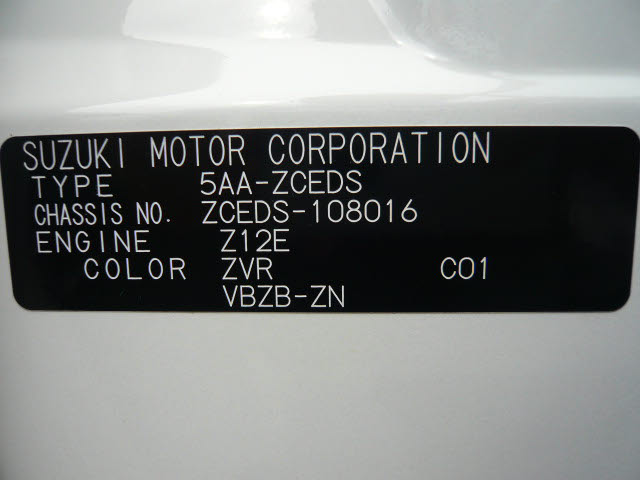 SUZUKI MOTOR CORPORATION
TYPE 5AA-ZCEDS
CHASSIS NO. ZCEDS-108016
ENGINE Z12E
COLOR ZVR C01
VBZB-ZN